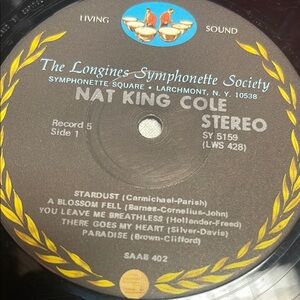 LIVING SOUND
The Longines Symphonette Society
SYMPHONETTE SQUARE • LARCHMONT, N. Y. 10538
NAT KING COLE
Record 5 STEREO
Side 1 SY 5159
(LWS 428)
STARDUST (Carmichael-Parish)
A BLOSSOM FELL (Barnes-Cornelius-John)
YOU LEAVE ME BREATHLESS (Hollander-Freed)
THERE GOES MY HEART (Silver-Davis)
PARADISE (Brown-Clifford)
SAAB 402